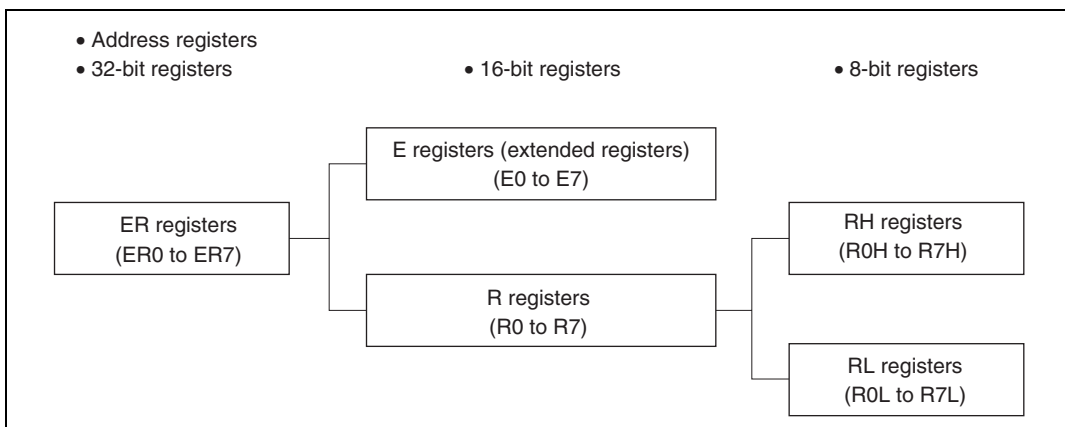 • Address registers
• 32-bit registers
• 16-bit registers
• 8-bit registers
ER registers
(ER0 to ER7)
E registers (extended registers)
(E0 to E7)
R registers
(R0 to R7)
RH registers
(R0H to R7H)
RL registers
(R0L to R7L)